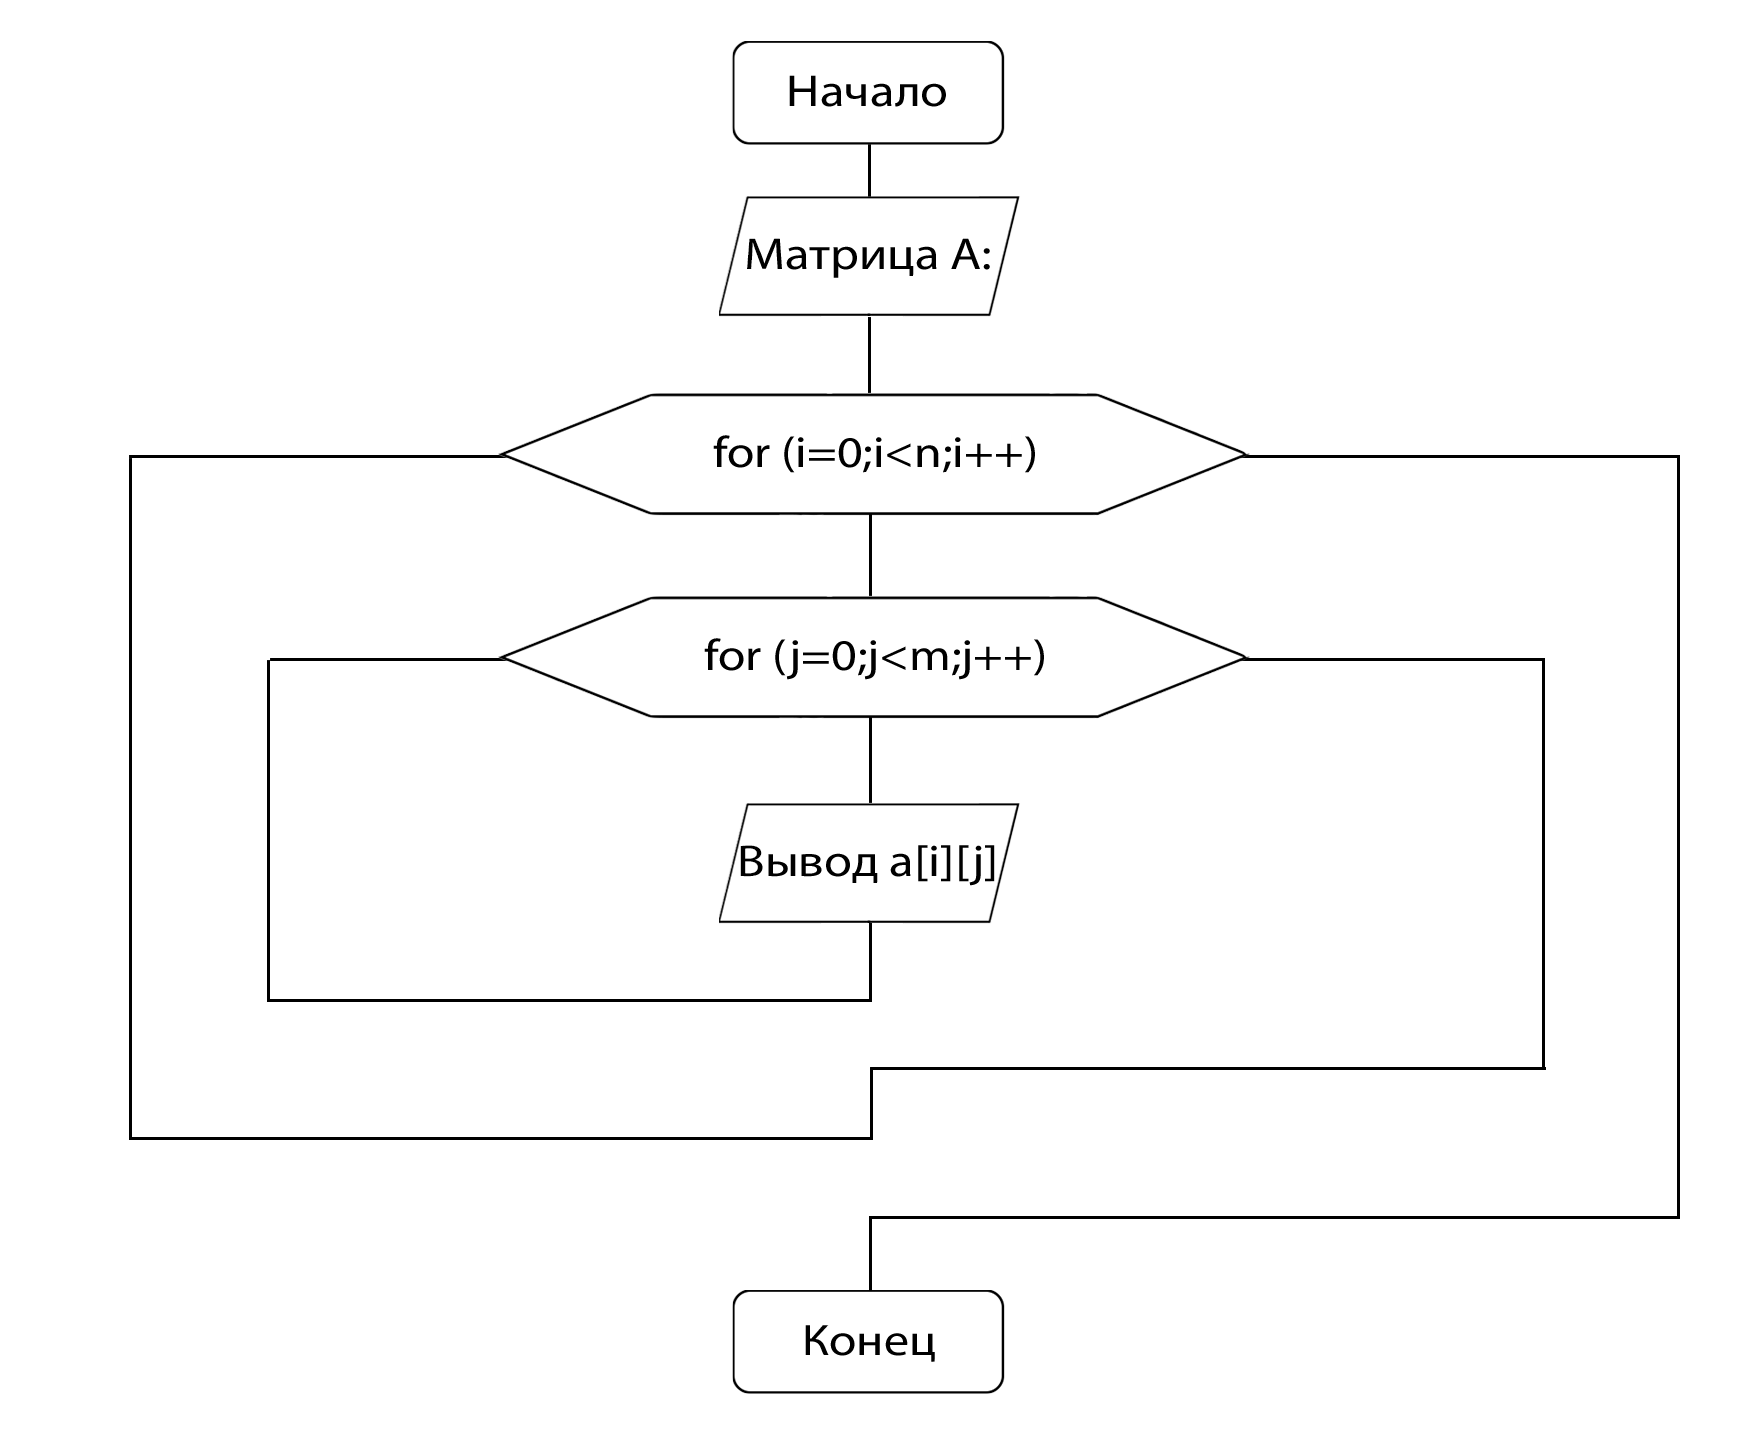 Начало
Матрица А:
for (i=0;i<n;i++)
for (j=0;j<m;j++)
Вывод a[i][j]
Конец